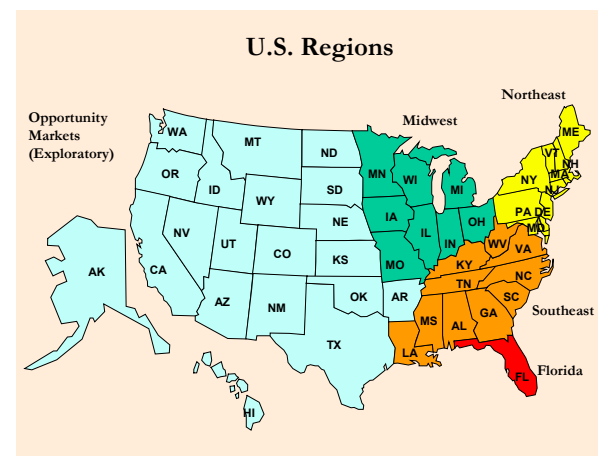 U.S. Regions
Northeast
Opportunity
Markets
(Exploratory)
Midwest
WA
MT
ND
MN
WI
MI
VT
ME
NH
MA
NY
NJ
OR
ID
SD
WY
IA
NE
IL
IN
OH
PA
DE
MD
NV
UT
CO
KS
MO
WV
VA
KY
AK
CA
AZ
NM
OK
AR
TN
NC
SC
Southeast
TX
LA
MS
AL
GA
FL
Florida
HI